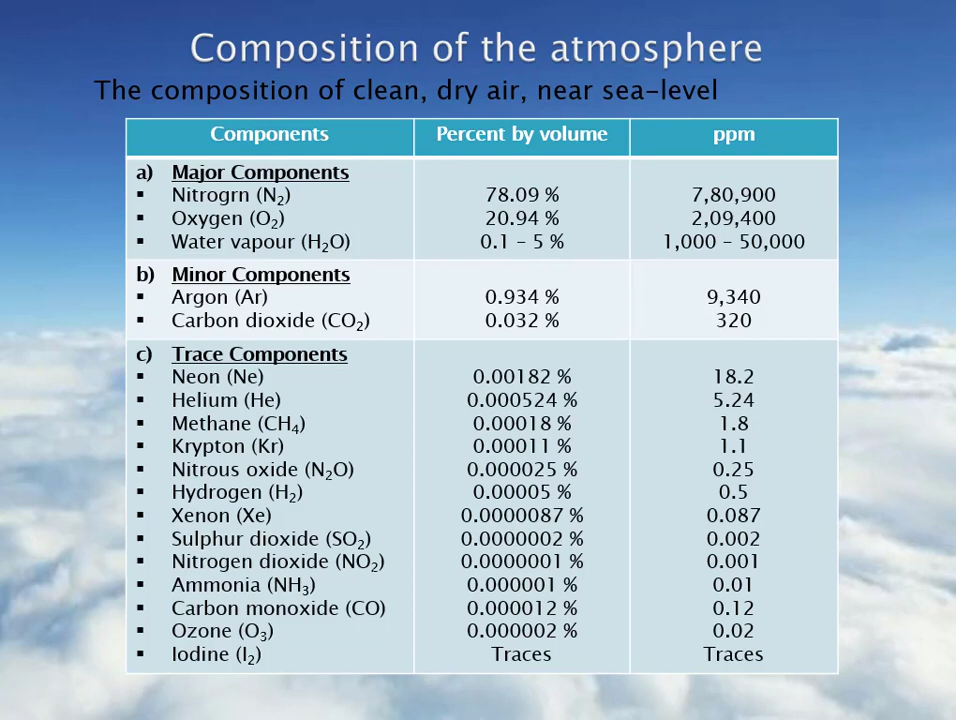 Composition of the atmosphere
The composition of clean, dry air, near sea-level
Components Percent by volume ppm
a) Major Components
▪ Nitrogrn (N₂) 78.09 % 7,80,900
▪ Oxygen (O₂) 20.94 % 2,09,400
▪ Water vapour (H₂O) 0.1 – 5 % 1,000 – 50,000
b) Minor Components
▪ Argon (Ar) 0.934 % 9,340
▪ Carbon dioxide (CO₂) 0.032 % 320
c) Trace Components
▪ Neon (Ne) 0.00182 % 18.2
▪ Helium (He) 0.000524 % 5.24
▪ Methane (CH₄) 0.00018 % 1.8
▪ Krypton (Kr) 0.00011 % 1.1
▪ Nitrous oxide (N₂O) 0.000025 % 0.25
▪ Hydrogen (H₂) 0.00005 % 0.5
▪ Xenon (Xe) 0.0000087 % 0.087
▪ Sulphur dioxide (SO₂) 0.0000002 % 0.002
▪ Nitrogen dioxide (NO₂) 0.0000001 % 0.001
▪ Ammonia (NH₃) 0.000001 % 0.01
▪ Carbon monoxide (CO) 0.000012 % 0.12
▪ Ozone (O₃) 0.000002 % 0.02
▪ Iodine (I₂) Traces Traces